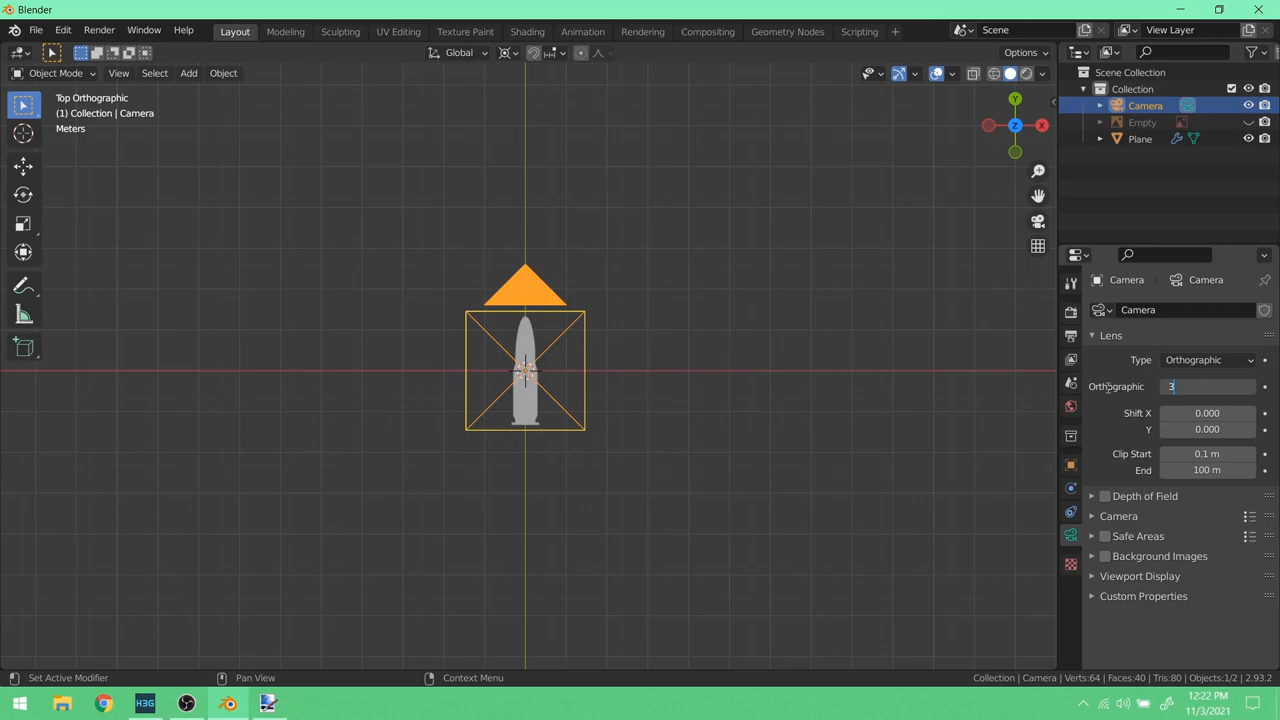 Blender
File Edit Render Window Help
Layout Modeling Sculpting UV Editing Texture Paint Shading Animation Rendering Compositing Geometry Nodes Scripting +
Scene
View Layer
Global
Options
Object Mode View Select Add Object
Top Orthographic
(1) Collection | Camera
Meters
Y
X
Z
Scene Collection
Collection
Camera
Empty
Plane
Camera Camera
Camera
Lens
Type Orthographic
Orthographic 3
Shift X 0.000
Y 0.000
Clip Start 0.1 m
End 100 m
Depth of Field
Camera
Safe Areas
Background Images
Viewport Display
Custom Properties
Set Active Modifier Pan View Context Menu Collection | Camera | Verts:64 | Faces:40 | Tris:80 | Objects:1/2 | 2.93.2
H3G
12:22 PM
11/3/2021